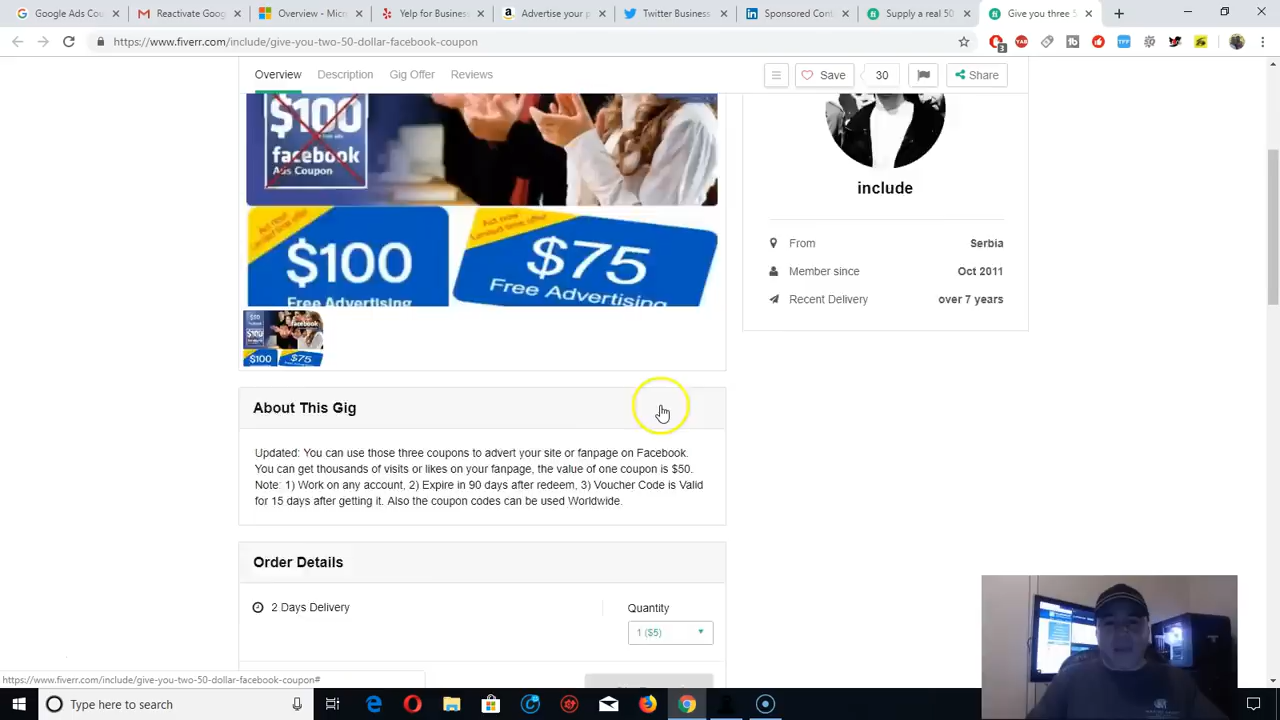 Google Ads Cou
Reactivate Goog
Overview - Micr
Yelp for Business
Advertise your p
Twitter Business
Sponsored Cont
Supply a real 50
Give you three 5
https://www.fiverr.com/include/give-you-two-50-dollar-facebook-coupon
3
Overview
Description
Gig Offer
Reviews
Save
30
Share
$100
facebook
Ads Coupon
$100
Free Advertising
$75
Free Advertising
include
From
Serbia
Member since
Oct 2011
Recent Delivery
over 7 years
$100
$75
About This Gig
Updated: You can use those three coupons to advert your site or fanpage on Facebook.
You can get thousands of visits or likes on your fanpage, the value of one coupon is $50.
Note: 1) Work on any account, 2) Expire in 90 days after redeem, 3) Voucher Code is Valid
for 15 days after getting it. Also the coupon codes can be used Worldwide.
Order Details
2 Days Delivery
Quantity
1 ($5)
https://www.fiverr.com/include/give-you-two-50-dollar-facebook-coupon#
Type here to search